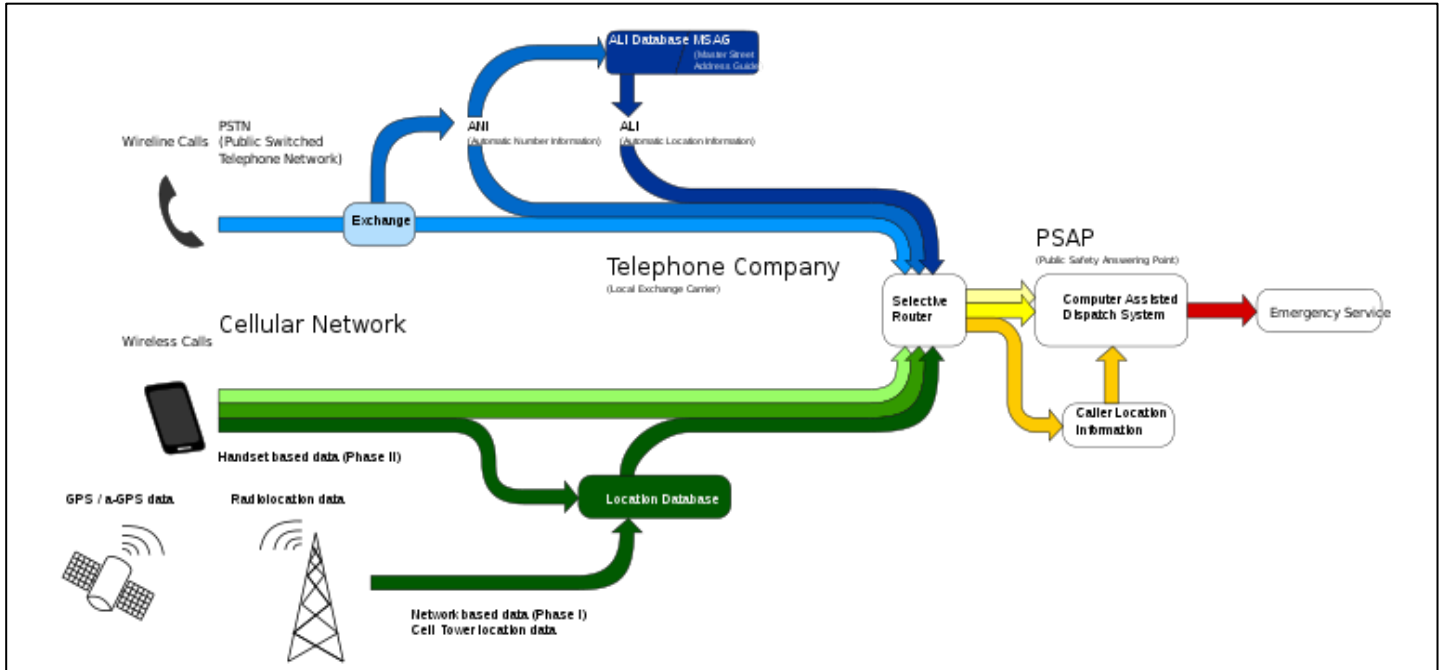 ALI Database MSAG
(Master Street
Address Guide
PSTN
(Public Switched
Telephone Network)
Wireline Calls
ANI
(Automatic Number Information)
ALI
(Automatic Location Information)
Exchange
Telephone Company
(Local Exchange Carrier)
PSAP
(Public Safety Answering Point)
Selective
Router
Computer Assisted
Dispatch System
Emergency Service
Cellular Network
Wireless Calls
Caller Location
Information
Handset based data (Phase II)
GPS / a-GPS data
Radiolocation data
Location Database
Network based data (Phase I)
Cell Tower location data